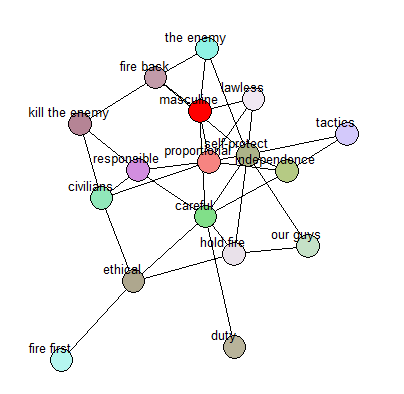 the enemy
fire back
lawless
masculine
kill the enemy
tactics
self-protect
proportional
responsible
independence
civilians
careful
our guys
hold fire
ethical
duty
fire first